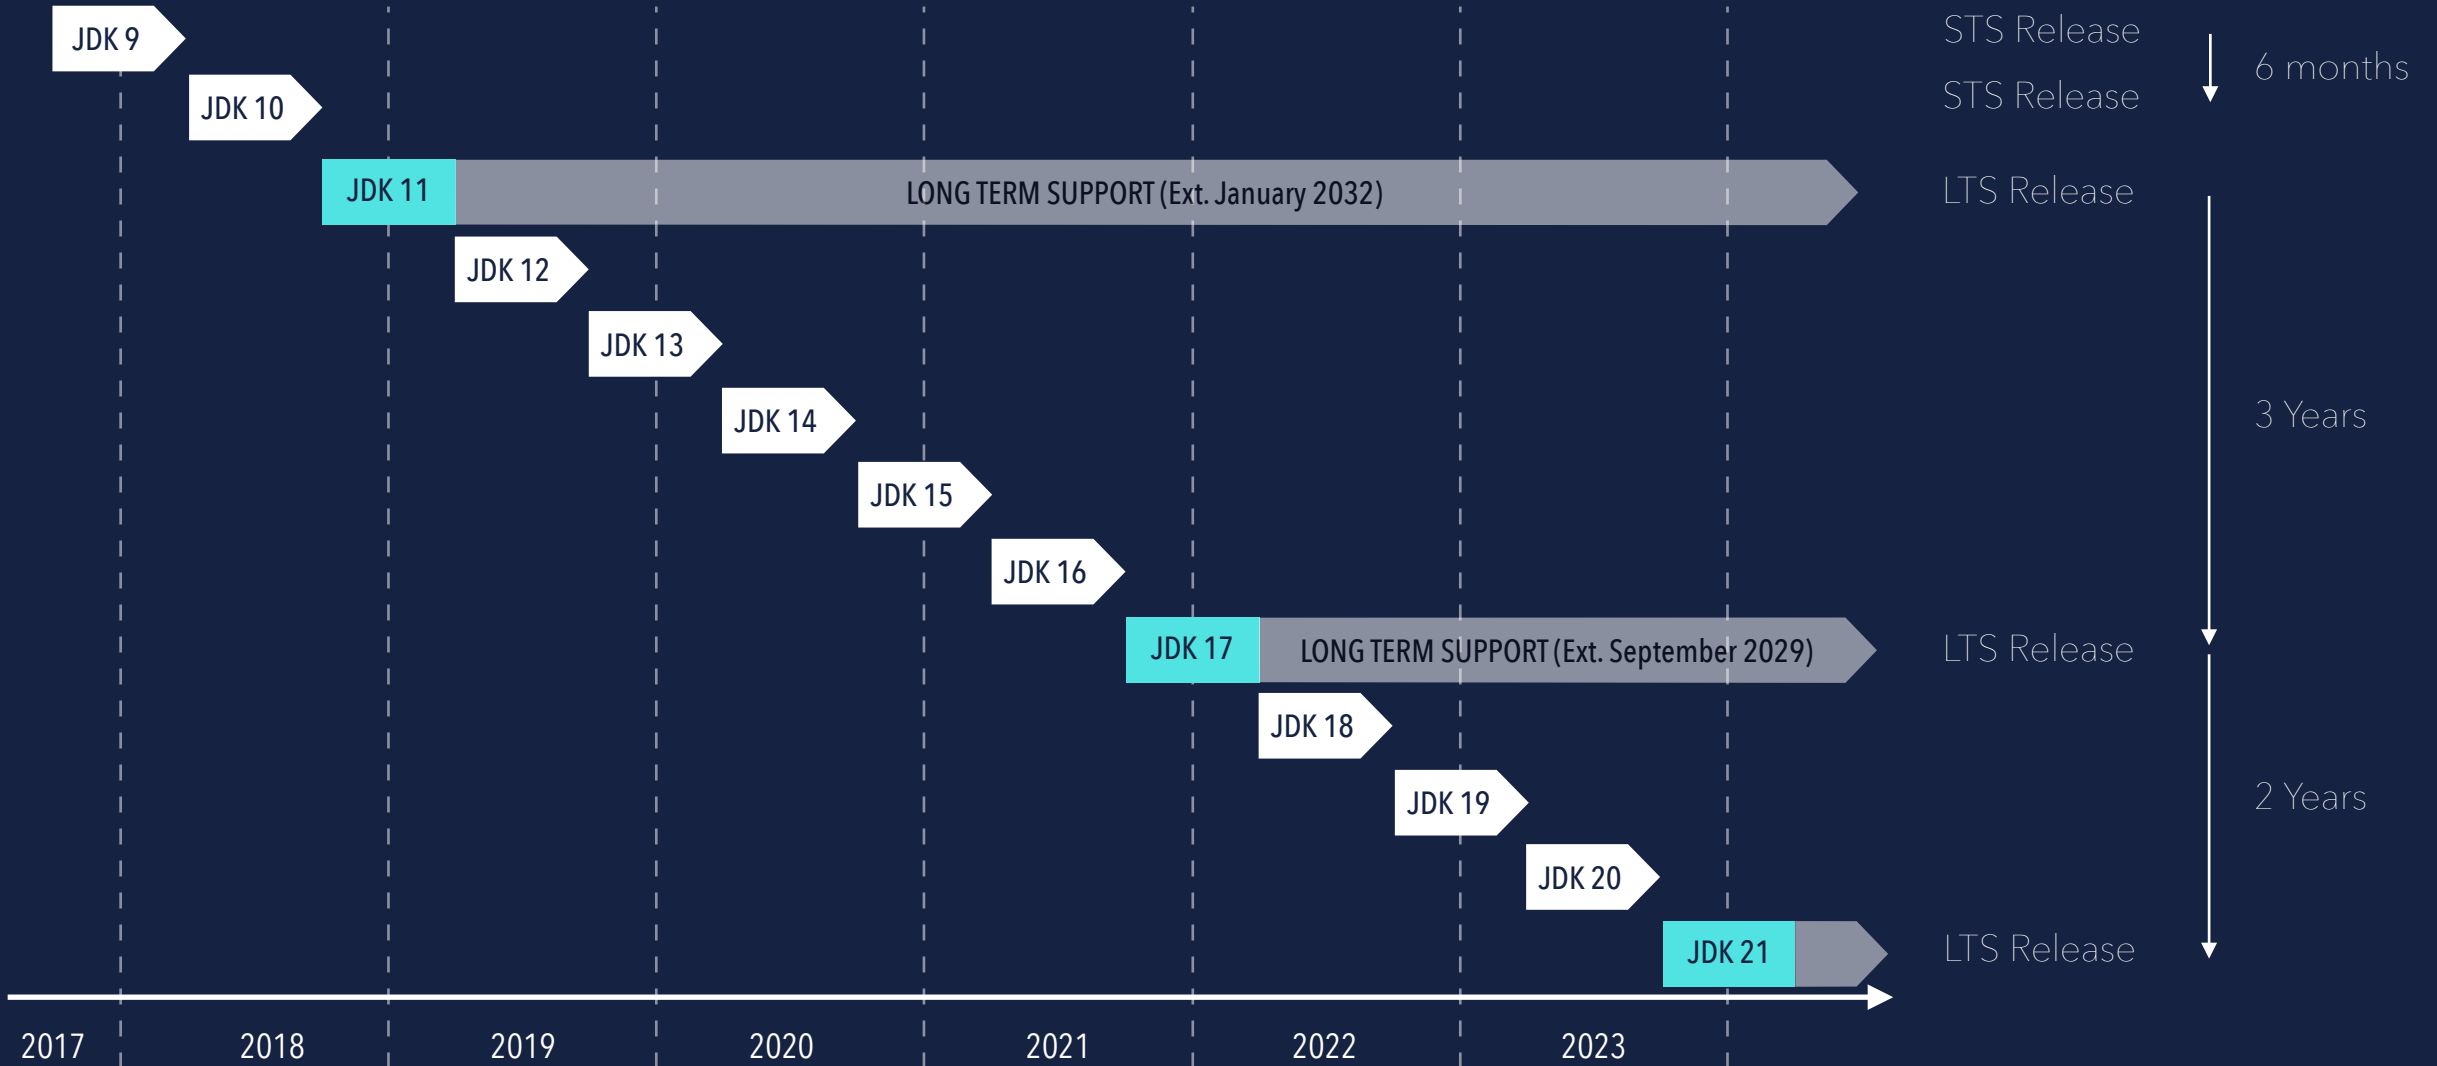 JDK 9
STS Release
6 months
JDK 10
STS Release
JDK 11
LONG TERM SUPPORT (Ext. January 2032)
LTS Release
JDK 12
JDK 13
3 Years
JDK 14
JDK 15
JDK 16
JDK 17
LONG TERM SUPPORT (Ext. September 2029)
LTS Release
JDK 18
2 Years
JDK 19
JDK 20
JDK 21
LTS Release
2017
2018
2019
2020
2021
2022
2023